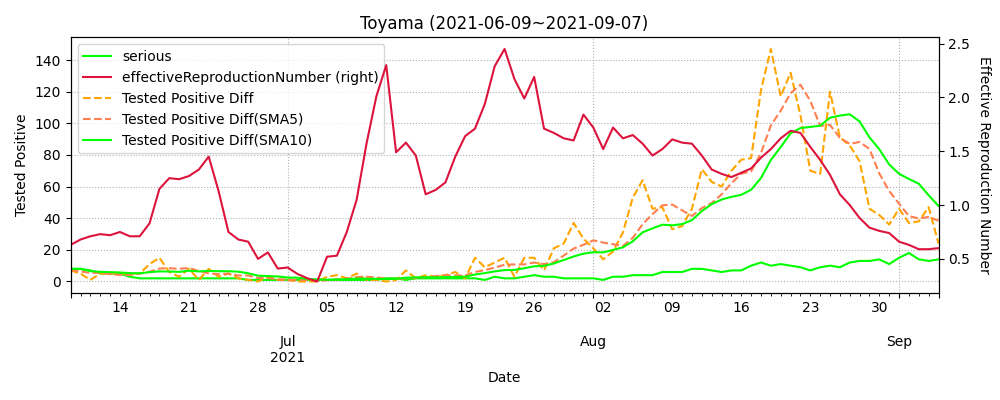 Toyama (2021-06-09~2021-09-07)
serious
effectiveReproductionNumber (right)
Tested Positive Diff
Tested Positive Diff(SMA5)
Tested Positive Diff(SMA10)
Tested Positive
140
120
100
80
60
40
20
0
2.5
2.0
1.5
1.0
0.5
Effective Reproduction Number
14 21 28 05 12 19 26 02 09 16 23 30
Jul Aug Sep
2021
Date